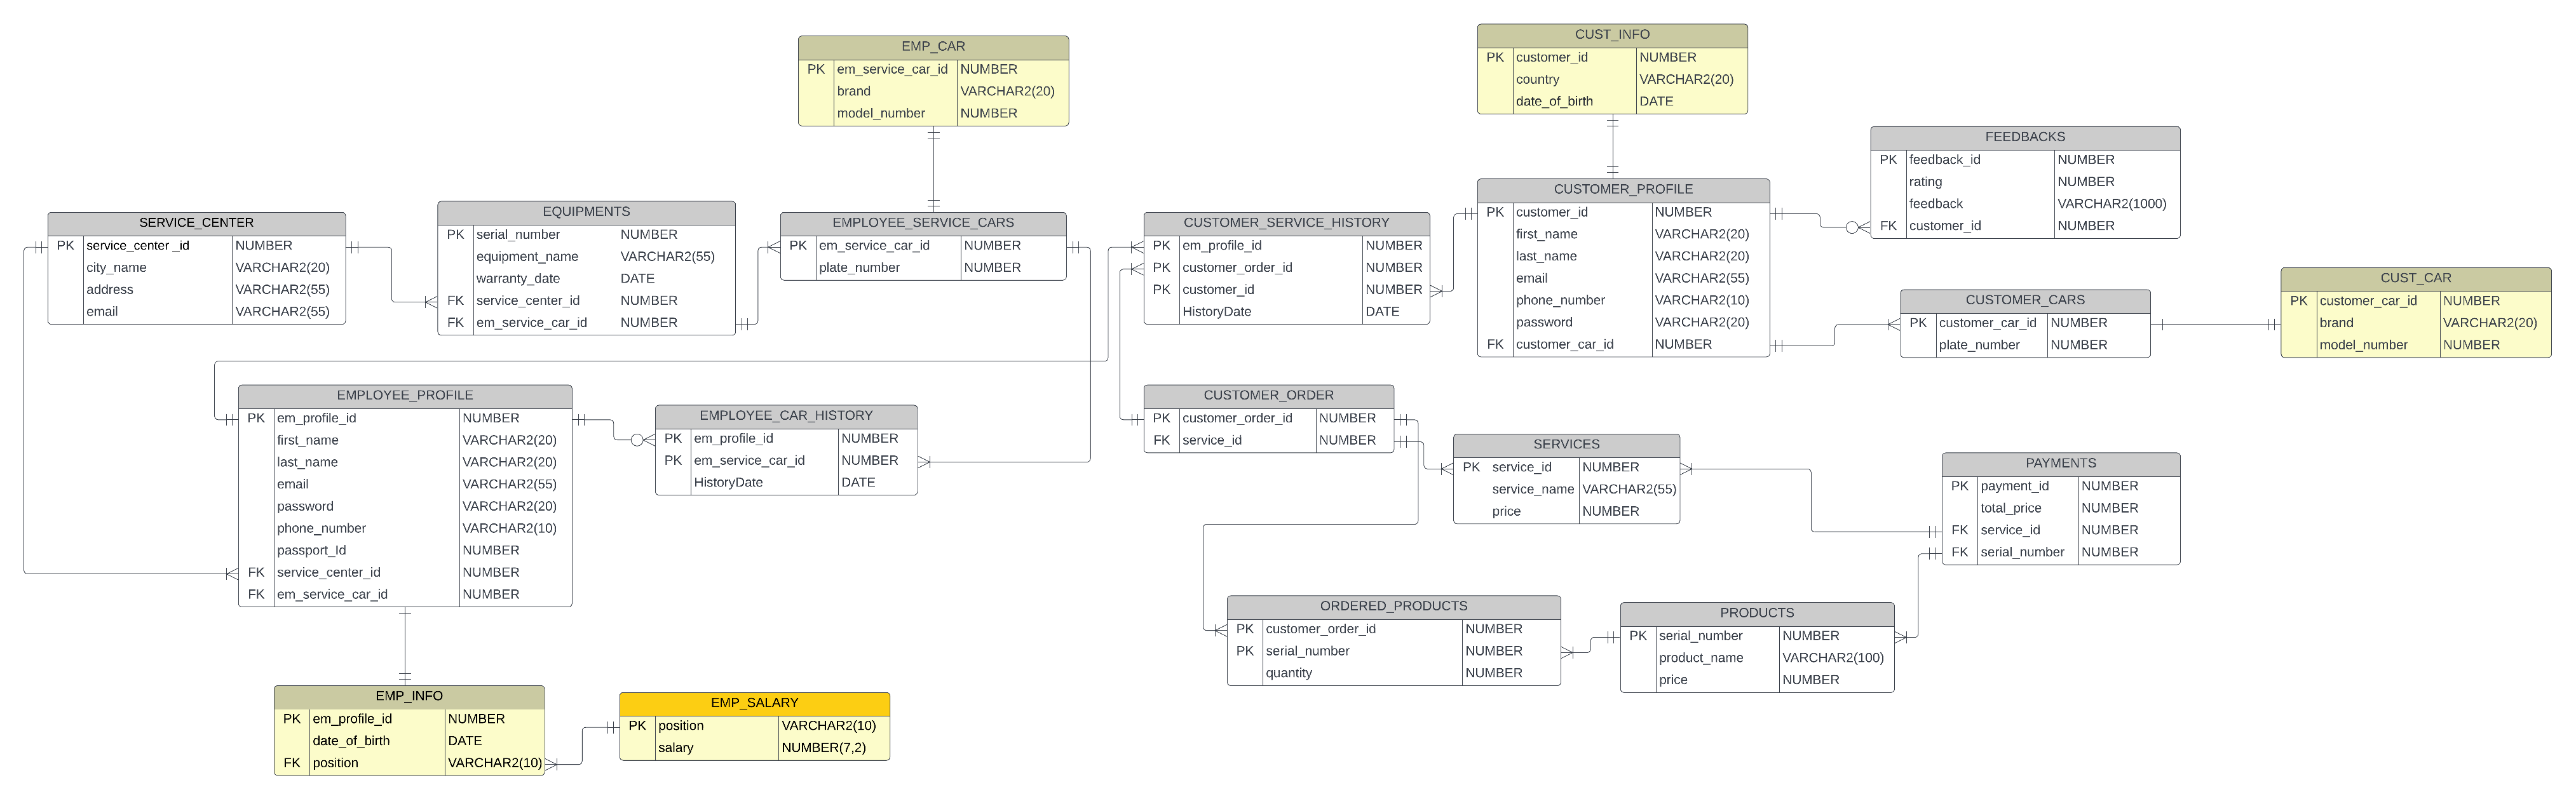 EMP_CAR
PK em_service_car_id NUMBER
brand VARCHAR2(20)
model_number NUMBER
CUST_INFO
PK customer_id NUMBER
country VARCHAR2(20)
date_of_birth DATE
FEEDBACKS
PK feedback_id NUMBER
rating NUMBER
feedback VARCHAR2(1000)
FK customer_id NUMBER
SERVICE_CENTER
PK service_center _id NUMBER
city_name VARCHAR2(20)
address VARCHAR2(55)
email VARCHAR2(55)
EQUIPMENTS
PK serial_number NUMBER
equipment_name VARCHAR2(55)
warranty_date DATE
FK service_center_id NUMBER
FK em_service_car_id NUMBER
EMPLOYEE_SERVICE_CARS
PK em_service_car_id NUMBER
plate_number NUMBER
CUSTOMER_SERVICE_HISTORY
PK em_profile_id NUMBER
PK customer_order_id NUMBER
PK customer_id NUMBER
HistoryDate DATE
CUSTOMER_PROFILE
PK customer_id NUMBER
first_name VARCHAR2(20)
last_name VARCHAR2(20)
email VARCHAR2(55)
phone_number VARCHAR2(10)
password VARCHAR2(20)
FK customer_car_id NUMBER
CUSTOMER_CARS
PK customer_car_id NUMBER
plate_number NUMBER
CUST_CAR
PK customer_car_id NUMBER
brand VARCHAR2(20)
model_number NUMBER
EMPLOYEE_PROFILE
PK em_profile_id NUMBER
first_name VARCHAR2(20)
last_name VARCHAR2(20)
email VARCHAR2(55)
password VARCHAR2(20)
phone_number VARCHAR2(10)
passport_Id NUMBER
FK service_center_id NUMBER
FK em_service_car_id NUMBER
EMPLOYEE_CAR_HISTORY
PK em_profile_id NUMBER
PK em_service_car_id NUMBER
HistoryDate DATE
CUSTOMER_ORDER
PK customer_order_id NUMBER
FK service_id NUMBER
SERVICES
PK service_id NUMBER
service_name VARCHAR2(55)
price NUMBER
PAYMENTS
PK payment_id NUMBER
total_price NUMBER
FK service_id NUMBER
FK serial_number NUMBER
ORDERED_PRODUCTS
PK customer_order_id NUMBER
PK serial_number NUMBER
quantity NUMBER
PRODUCTS
PK serial_number NUMBER
product_name VARCHAR2(100)
price NUMBER
EMP_INFO
PK em_profile_id NUMBER
date_of_birth DATE
FK position VARCHAR2(10)
EMP_SALARY
PK position VARCHAR2(10)
salary NUMBER(7,2)